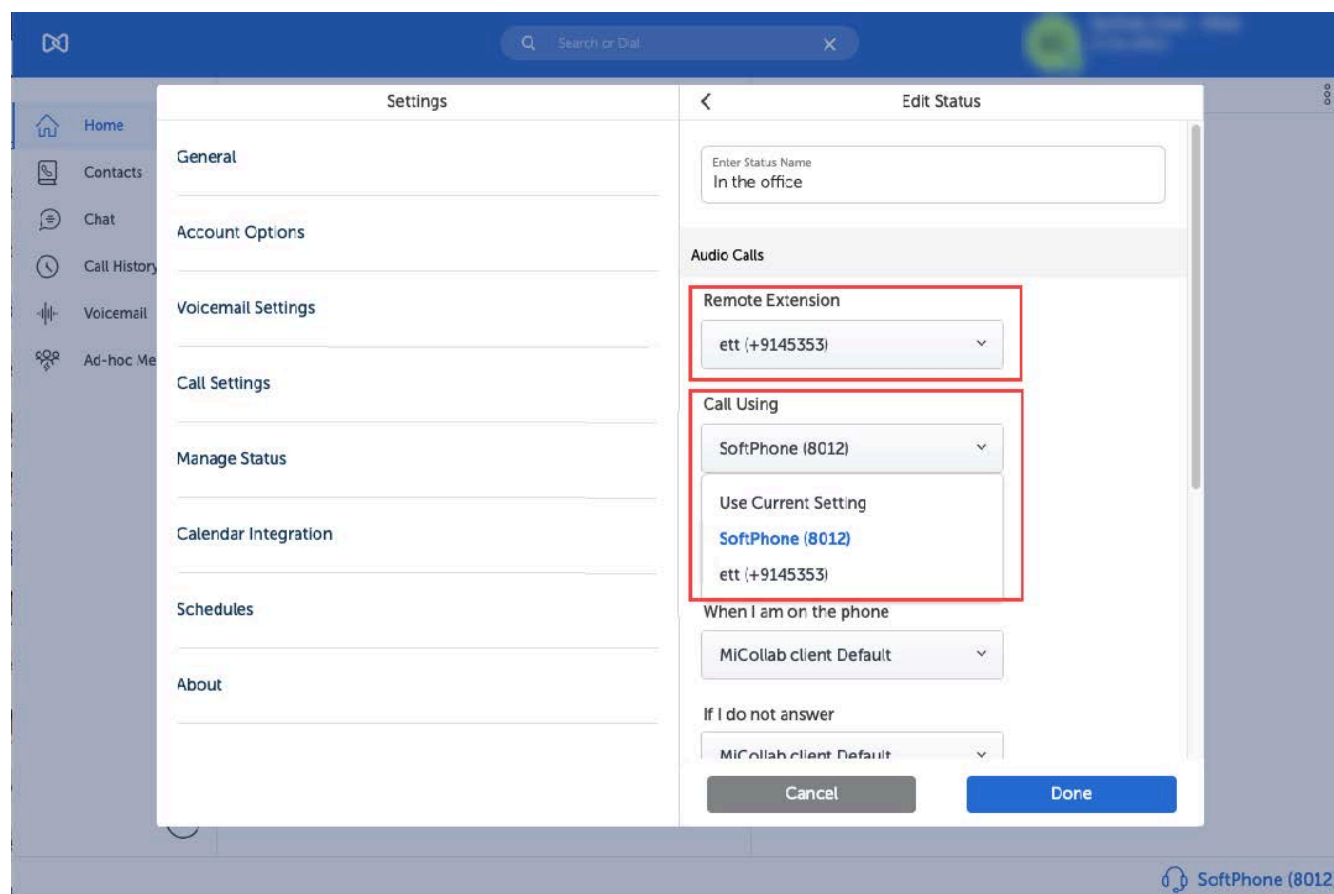 Search or Dial
Settings
Edit Status
Home
Contacts
Chat
Call History
Voicemail
Ad-hoc Me
General
Account Options
Voicemail Settings
Call Settings
Manage Status
Calendar Integration
Schedules
About
Enter Status Name
In the office
Audio Calls
Remote Extension
ett (+9145353)
Call Using
SoftPhone (8012)
Use Current Setting
SoftPhone (8012)
ett (+9145353)
When I am on the phone
MiCollab client Default
If I do not answer
MiCollab client Default
Cancel
Done
SoftPhone (8012